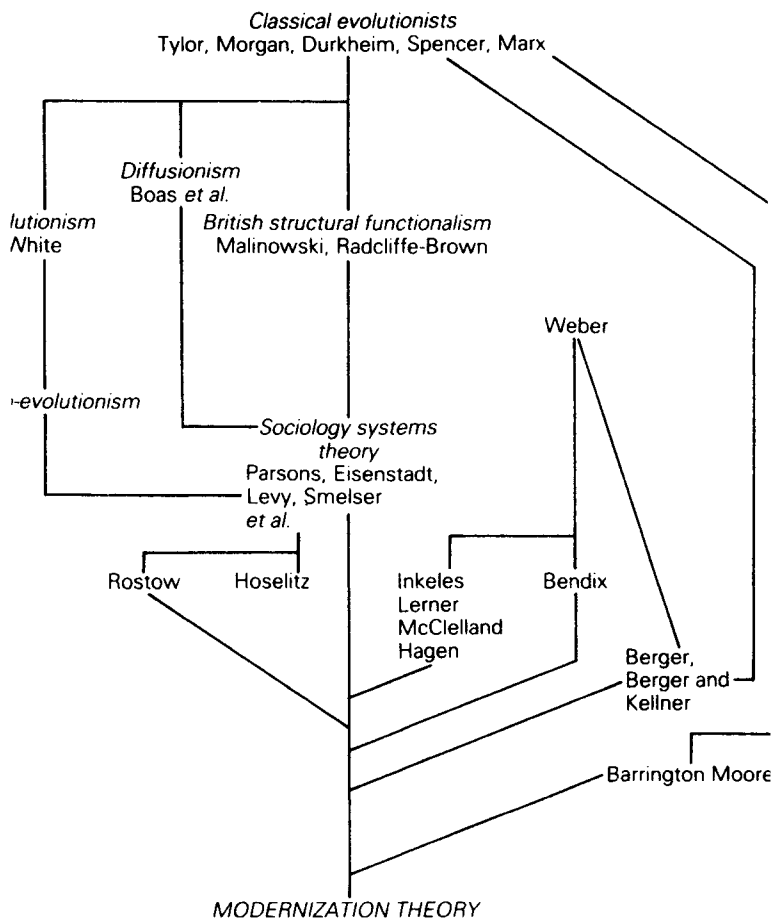 Classical evolutionists
Tylor, Morgan, Durkheim, Spencer, Marx
Diffusionism
Boas et al.
lutionism
White
British structural functionalism
Malinowski, Radcliffe-Brown
Weber
-evolutionism
Sociology systems
theory
Parsons, Eisenstadt,
Levy, Smelser
et al.
Rostow
Hoselitz
Inkeles
Lerner
McClelland
Hagen
Bendix
Berger,
Berger and
Kellner
Barrington Moore
MODERNIZATION THEORY